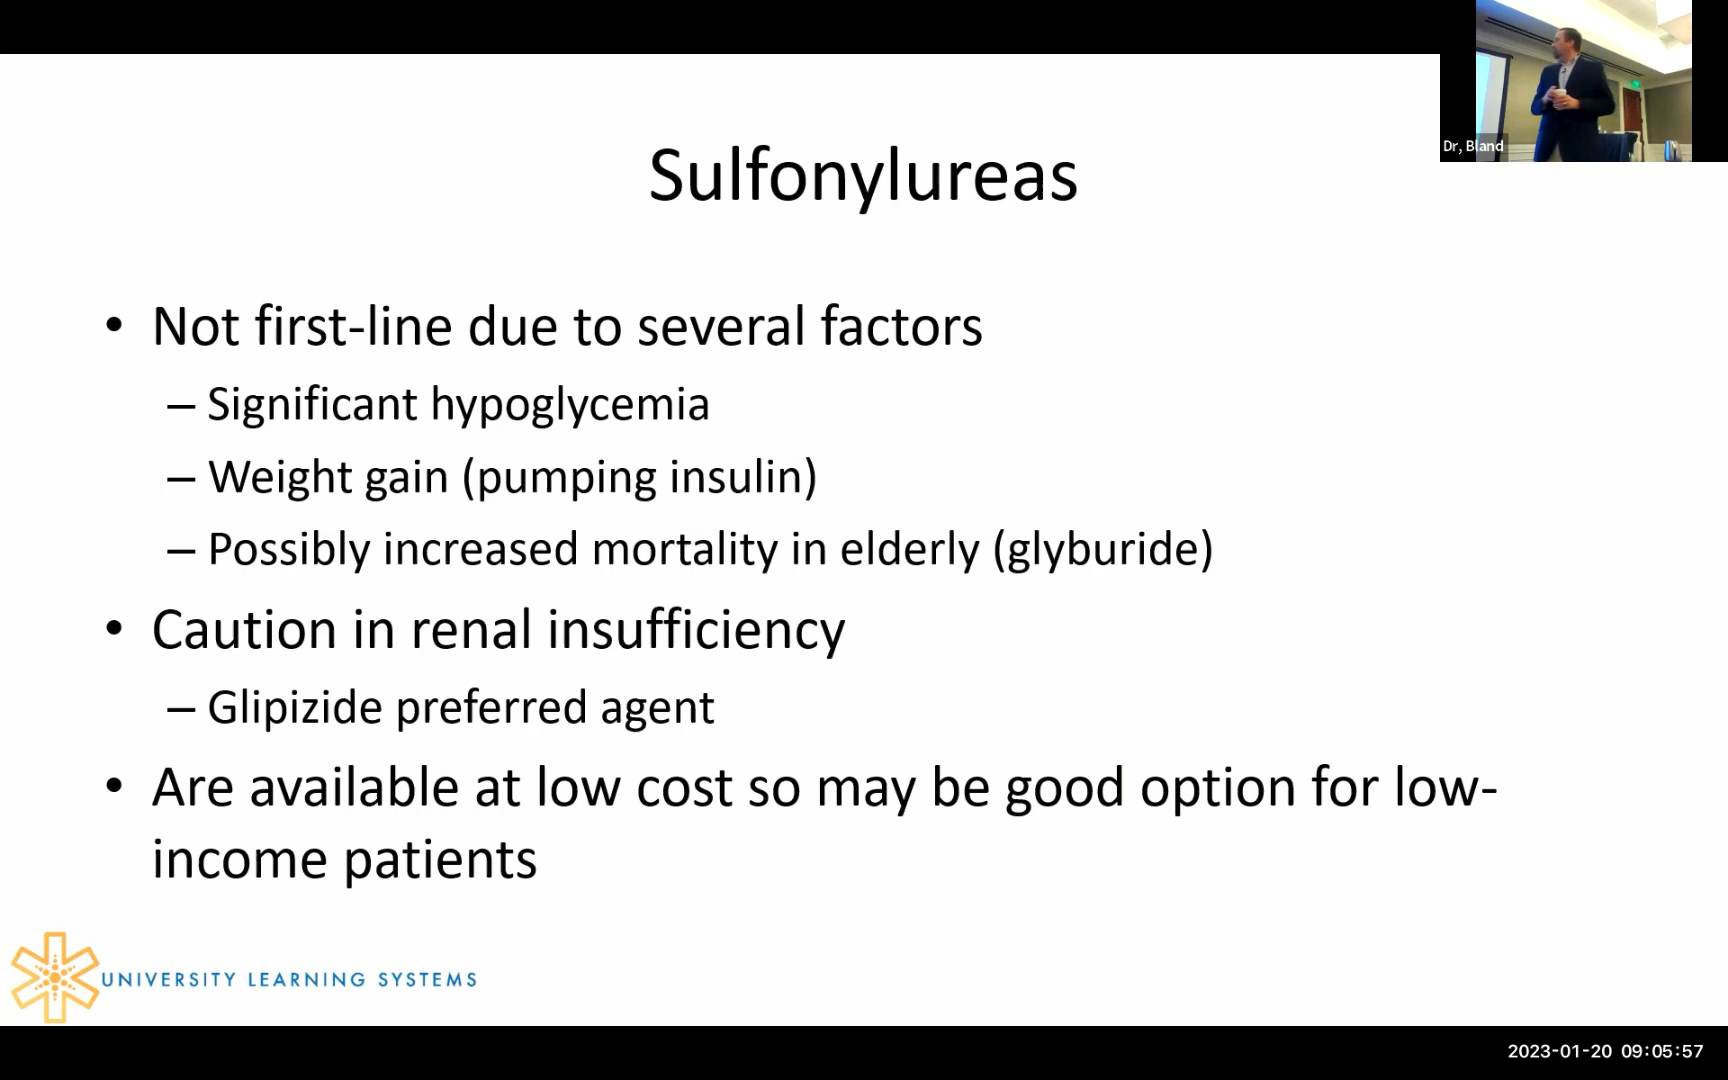 Dr, Bland
Sulfonylureas
• Not first-line due to several factors
– Significant hypoglycemia
– Weight gain (pumping insulin)
– Possibly increased mortality in elderly (glyburide)
• Caution in renal insufficiency
– Glipizide preferred agent
• Are available at low cost so may be good option for low-
income patients
UNIVERSITY LEARNING SYSTEMS
2023-01-20 09:05:57